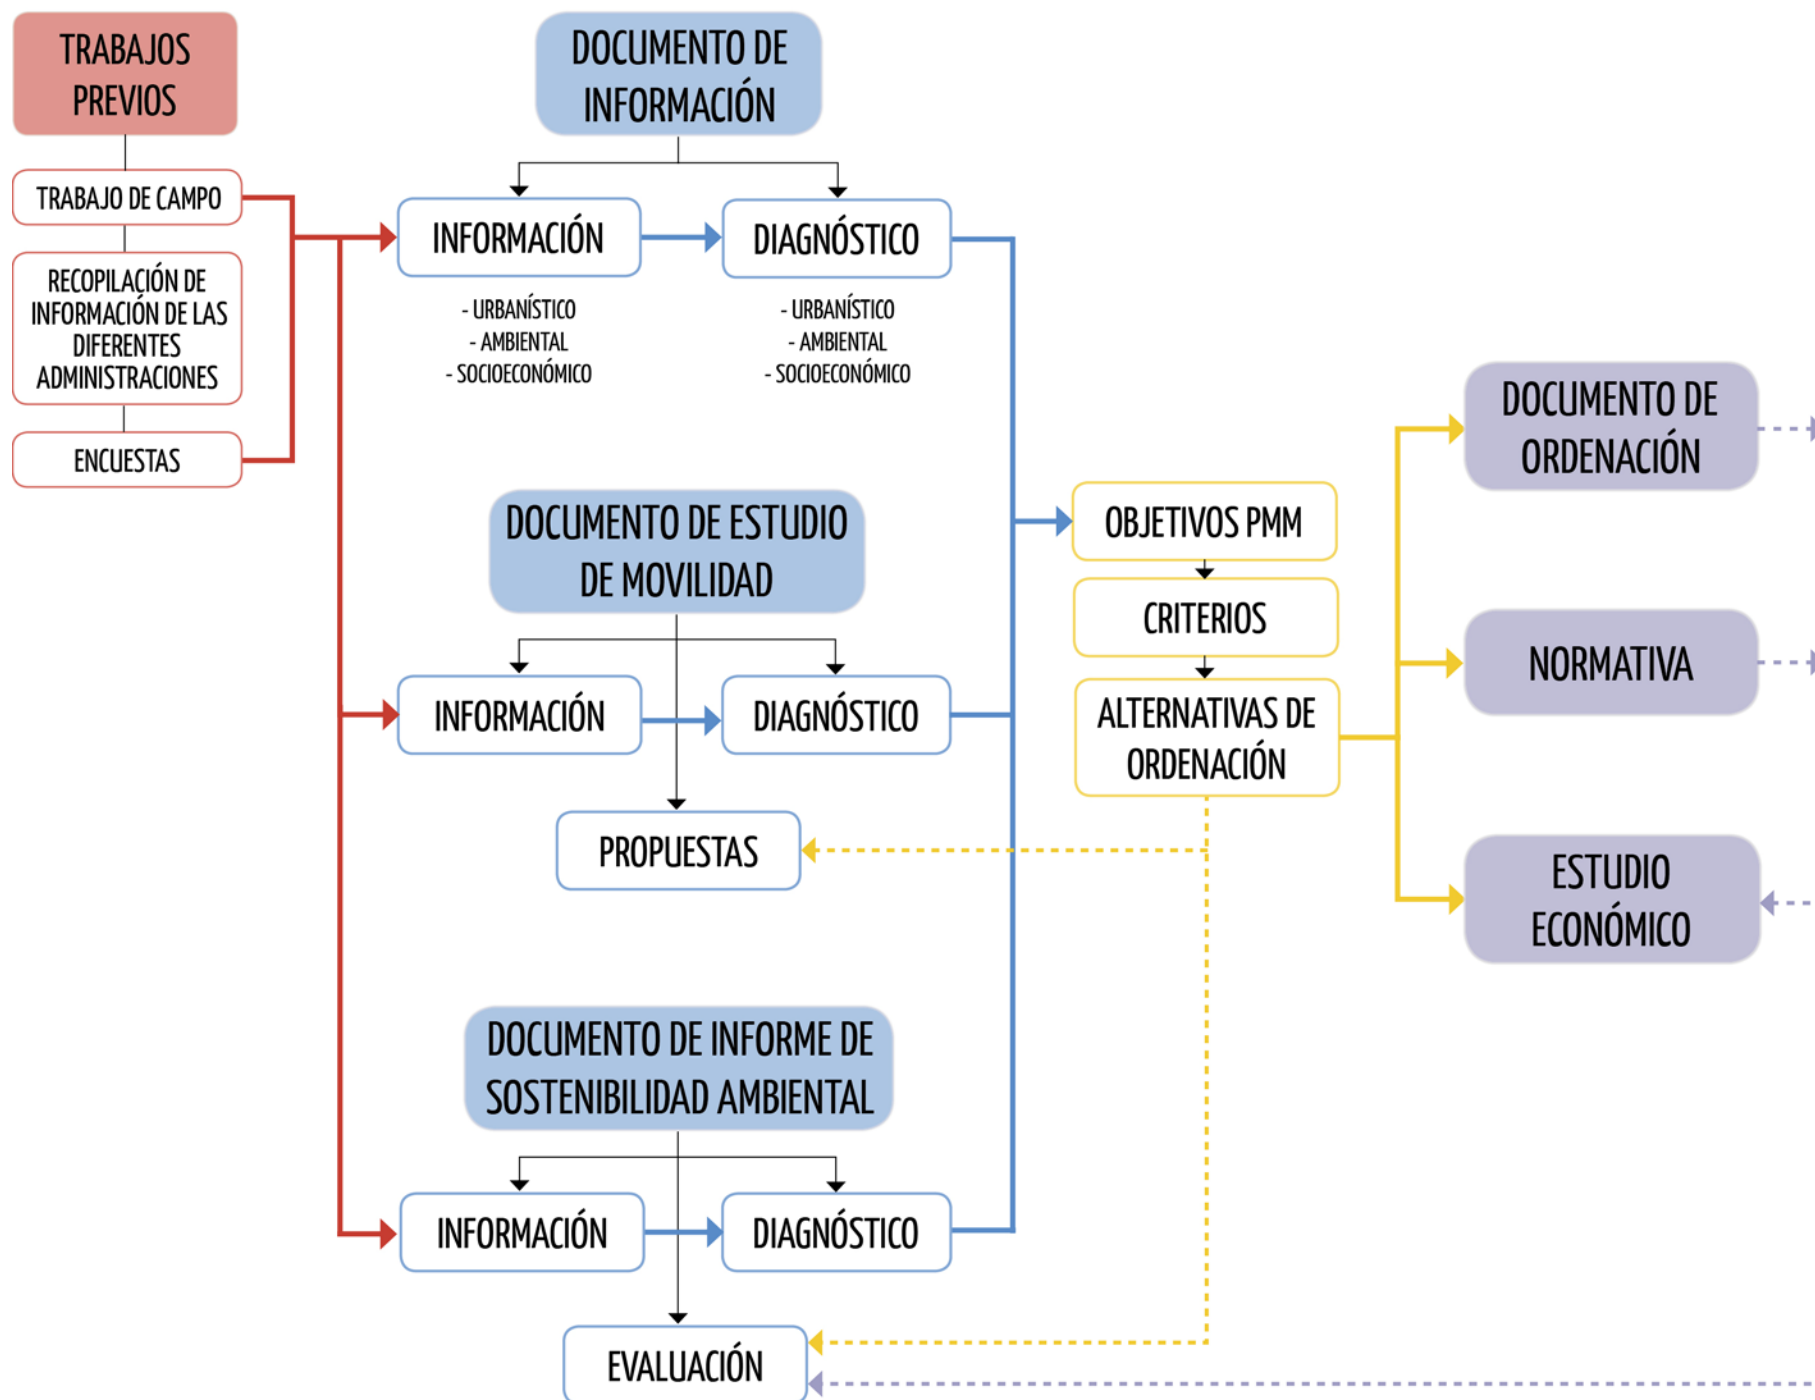 TRABAJOS
PREVIOS
TRABAJO DE CAMPO
RECOPILACIÓN DE
INFORMACIÓN DE LAS
DIFERENTES
ADMINISTRACIONES
ENCUESTAS
DOCUMENTO DE
INFORMACIÓN
INFORMACIÓN
- URBANÍSTICO
- AMBIENTAL
- SOCIOECONÓMICO
DIAGNÓSTICO
- URBANÍSTICO
- AMBIENTAL
- SOCIOECONÓMICO
DOCUMENTO DE ESTUDIO
DE MOVILIDAD
INFORMACIÓN
DIAGNÓSTICO
PROPUESTAS
DOCUMENTO DE INFORME DE
SOSTENIBILIDAD AMBIENTAL
INFORMACIÓN
DIAGNÓSTICO
EVALUACIÓN
OBJETIVOS PMM
CRITERIOS
ALTERNATIVAS DE
ORDENACIÓN
DOCUMENTO DE
ORDENACIÓN
NORMATIVA
ESTUDIO
ECONÓMICO